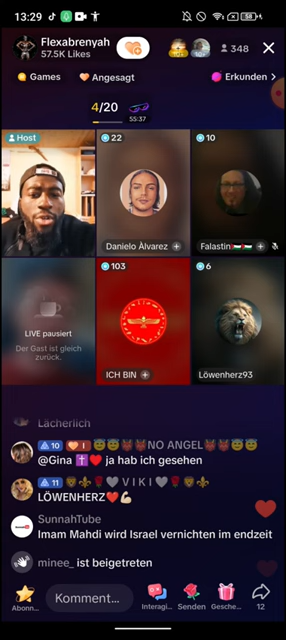 13:29
58
Flexabrenyah
57.5K Likes
348
Games
Angesagt
Erkunden
4/20
55:37
Host
22
10
Danielo Àlvarez
Falastin🇵🇸🇵🇸
LIVE pausiert
Der Gast ist gleich
zurück.
103
6
ICH BIN
Löwenherz93
Lächerlich
10 I 😇😇👹👹NO ANGEL👹👹😇😇
@Gina ✝️❤️ ja hab ich gesehen
11 🦁⚜️🌹🩶 V I K I 🩶🌹🦁⚜️
LÖWENHERZ❤️💪🏻
SunnahTube
Imam Mahdi wird Israel vernichten im endzeit
minee_ ist beigetreten
Abonn...
Komment...
Interagi...
Senden
Gesche...
12